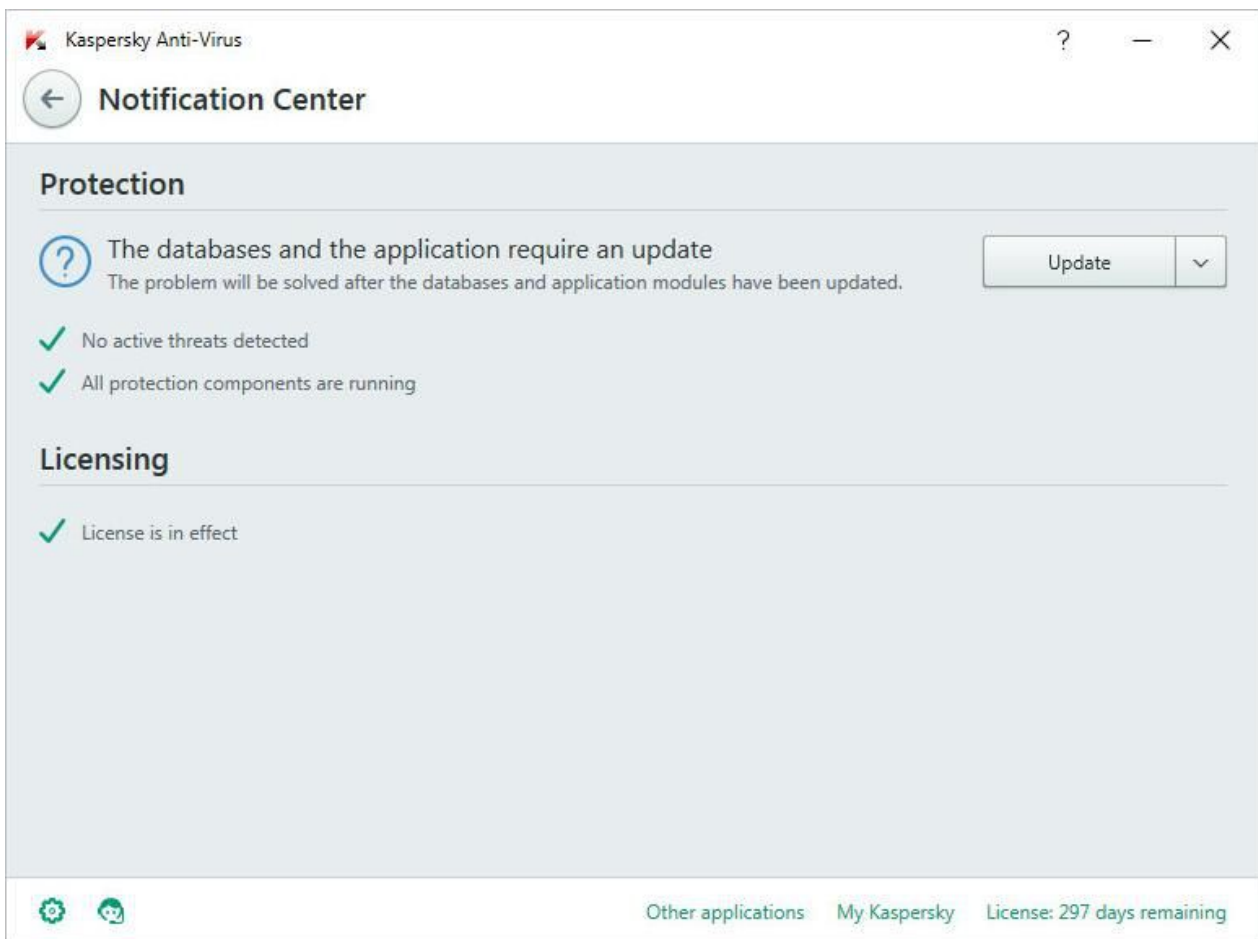 Kaspersky Anti-Virus
?
Notification Center
Protection
?
The databases and the application require an update
The problem will be solved after the databases and application modules have been updated.
Update
No active threats detected
All protection components are running
Licensing
License is in effect
Other applications My Kaspersky License: 297 days remaining